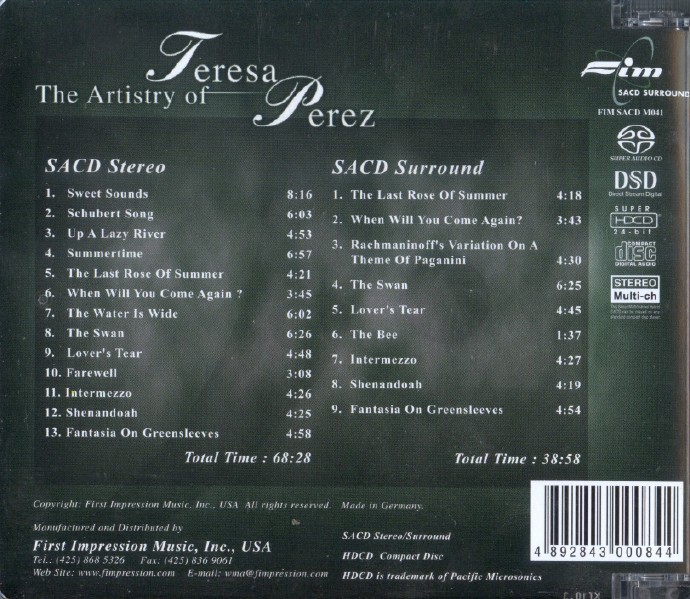 The Artistry of Teresa Perez
SACD Stereo
1. Sweet Sounds 8:16
2. Schubert Song 6:03
3. Up A Lazy River 4:53
4. Summertime 6:57
5. The Last Rose Of Summer 4:21
6. When Will You Come Again ? 3:45
7. The Water Is Wide 6:02
8. The Swan 6:26
9. Lover's Tear 4:48
10. Farewell 3:08
11. Intermezzo 4:26
12. Shenandoah 4:25
13. Fantasia On Greensleeves 4:58
Total Time : 68:28
SACD Surround
1. The Last Rose Of Summer 4:18
2. When Will You Come Again? 3:43
3. Rachmaninoff's Variation On A
Theme Of Paganini 4:30
4. The Swan 6:25
5. Lover's Tear 4:45
6. The Bee 1:37
7. Intermezzo 4:27
8. Shenandoah 4:19
9. Fantasia On Greensleeves 4:54
Total Time : 38:58
Fim
SACD SURROUND
FIM SACD M041
SUPER AUDIO CD
DSD
Direct Stream Digital
SUPER
HDCD
24-bit
COMPACT
disc
DIGITAL AUDIO
STEREO
Multi-ch
Copyright: First Impression Music, Inc., USA All rights reserved. Made in Germany.
Manufactured and Distributed by
First Impression Music, Inc., USA
Tel.: (425) 868 5326 Fax: (425) 836 9061
Web Site: www.fimpression.com E-mail: wma@fimpression.com
SACD Stereo/Surround
HDCD Compact Disc
HDCD is trademark of Pacific Microsonics
4 892843 000844